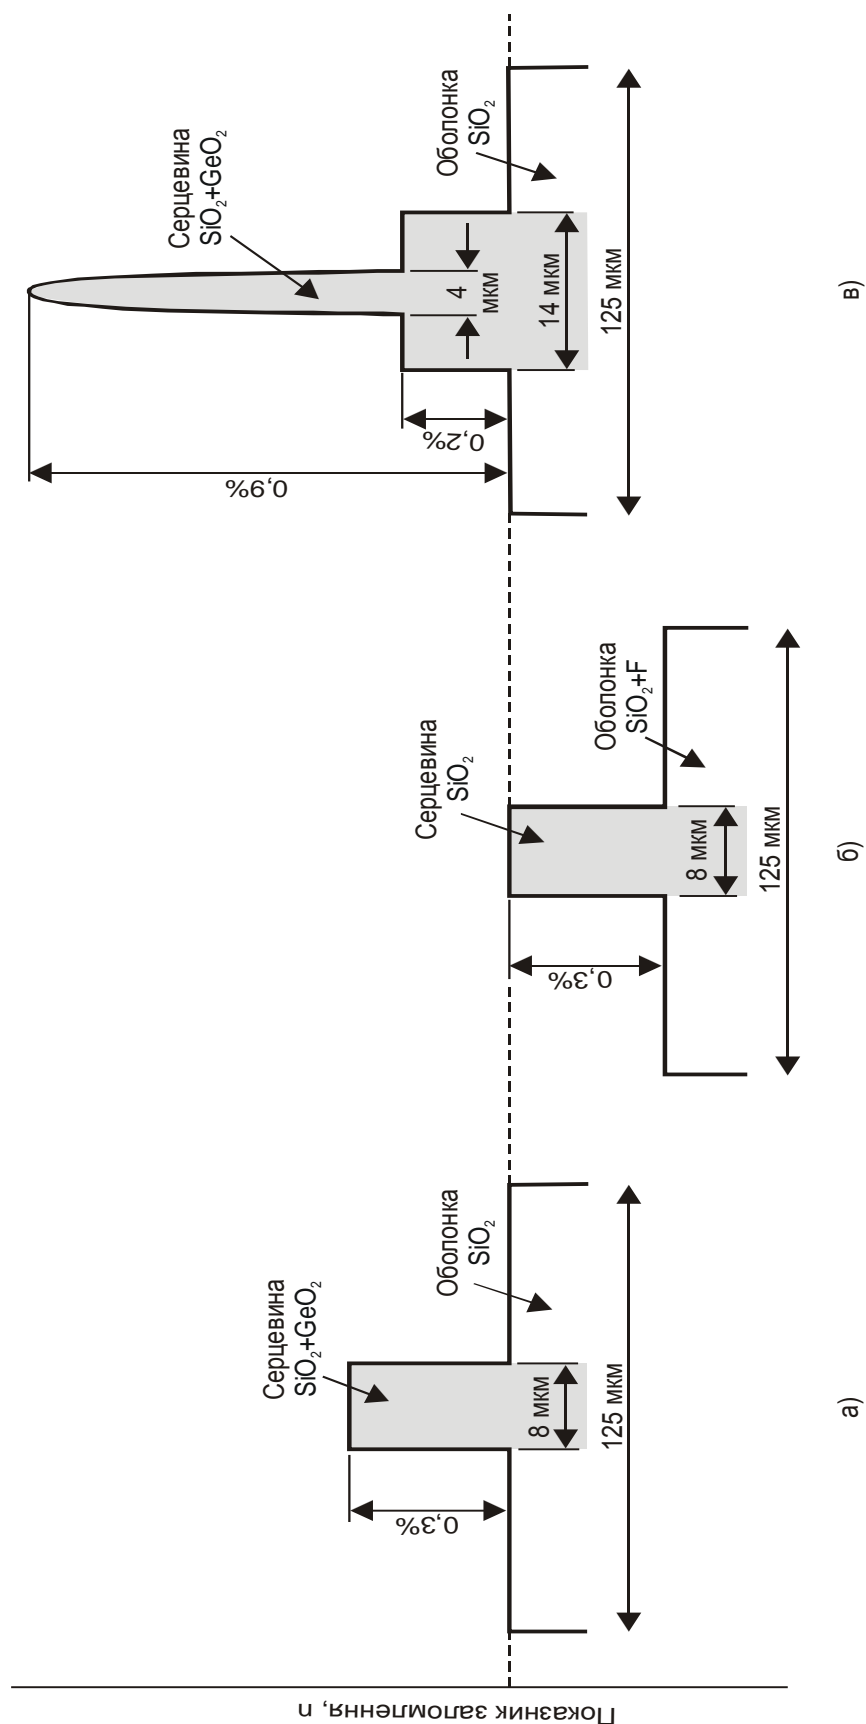 Показник заломлення, n
Серцевина
SiO₂+GeO₂
Оболонка
SiO₂
0,3%
8 мкм
125 мкм
а)
Серцевина
SiO₂
Оболонка
SiO₂+F
0,3%
8 мкм
125 мкм
б)
Серцевина
SiO₂+GeO₂
Оболонка
SiO₂
0,9%
0,2%
4
мкм
14 мкм
125 мкм
в)